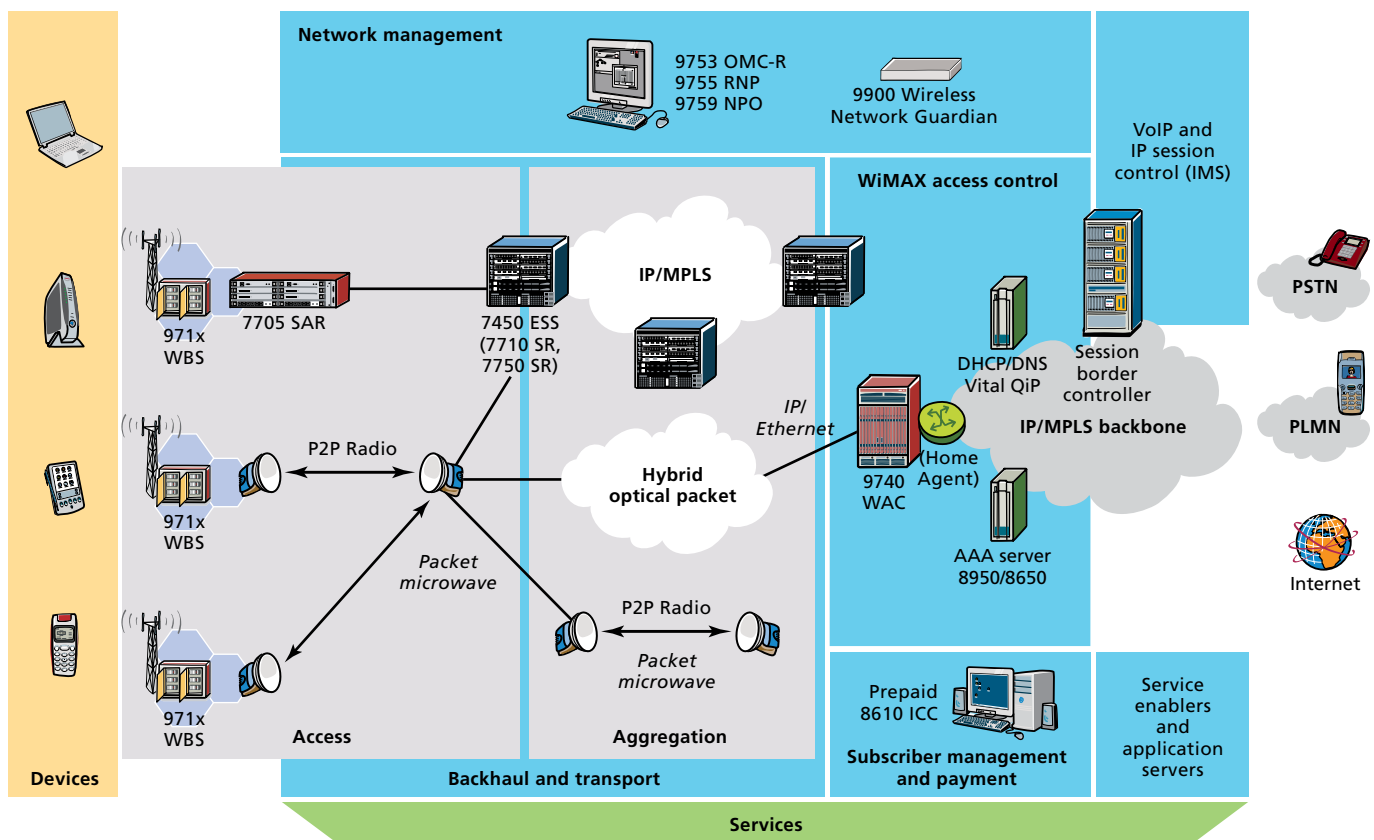 Network management
9753 OMC-R
9755 RNP
9759 NPO
9900 Wireless
Network Guardian
VoIP and
IP session
control (IMS)
WiMAX access control
IP/MPLS
7705 SAR
971x
WBS
7450 ESS
(7710 SR,
7750 SR)
DHCP/DNS
Vital QiP
Session
border
controller
PSTN
IP/
Ethernet
IP/MPLS backbone
PLMN
P2P Radio
Hybrid
optical packet
(Home
Agent)
9740
WAC
971x
WBS
Packet
microwave
AAA server
8950/8650
Internet
P2P Radio
Packet
microwave
971x
WBS
Access
Aggregation
Prepaid
8610 ICC
Service
enablers
and
application
servers
Devices
Backhaul and transport
Subscriber management
and payment
Services